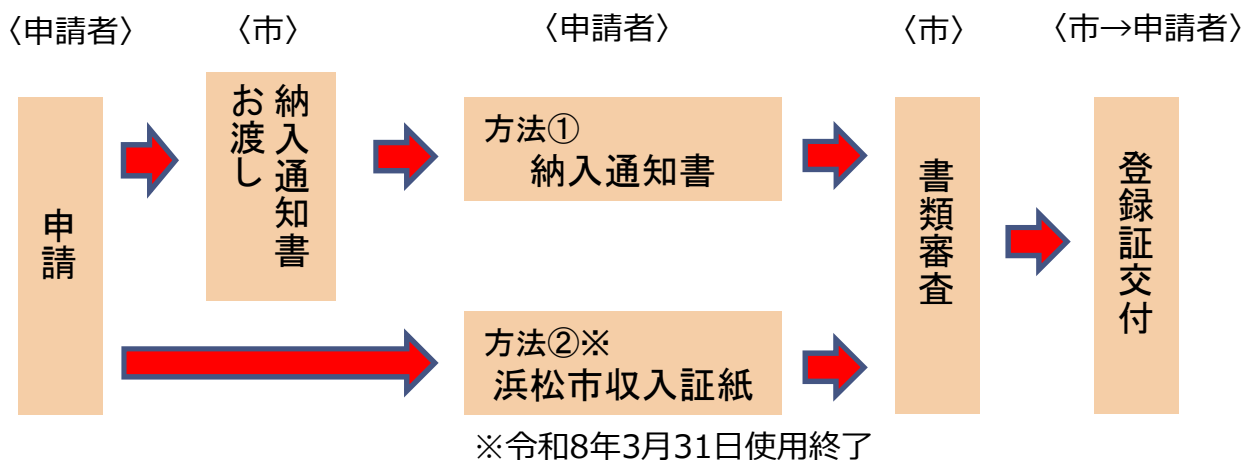 〈申請者〉
〈市〉
〈申請者〉
〈市〉
〈市→申請者〉
申請
納入通知書
お渡し
方法①
納入通知書
方法②※
浜松市収入証紙
※令和8年3月31日使用終了
書類審査
登録証交付